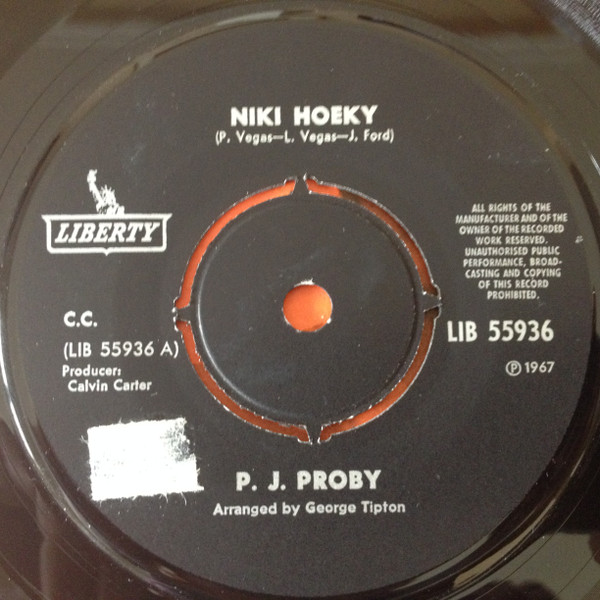 NIKI HOEKY
(P. Vegas—L. Vegas—J. Ford)
LIBERTY
ALL RIGHTS OF THE
MANUFACTURER AND OF THE
OWNER OF THE RECORDED
WORK RESERVED.
UNAUTHORISED PUBLIC
PERFORMANCE, BROAD-
CASTING AND COPYING
OF THIS RECORD
PROHIBITED.
C.C.
(LIB 55936 A)
Producer:
Calvin Carter
LIB 55936
℗ 1967
P. J. PROBY
Arranged by George Tipton